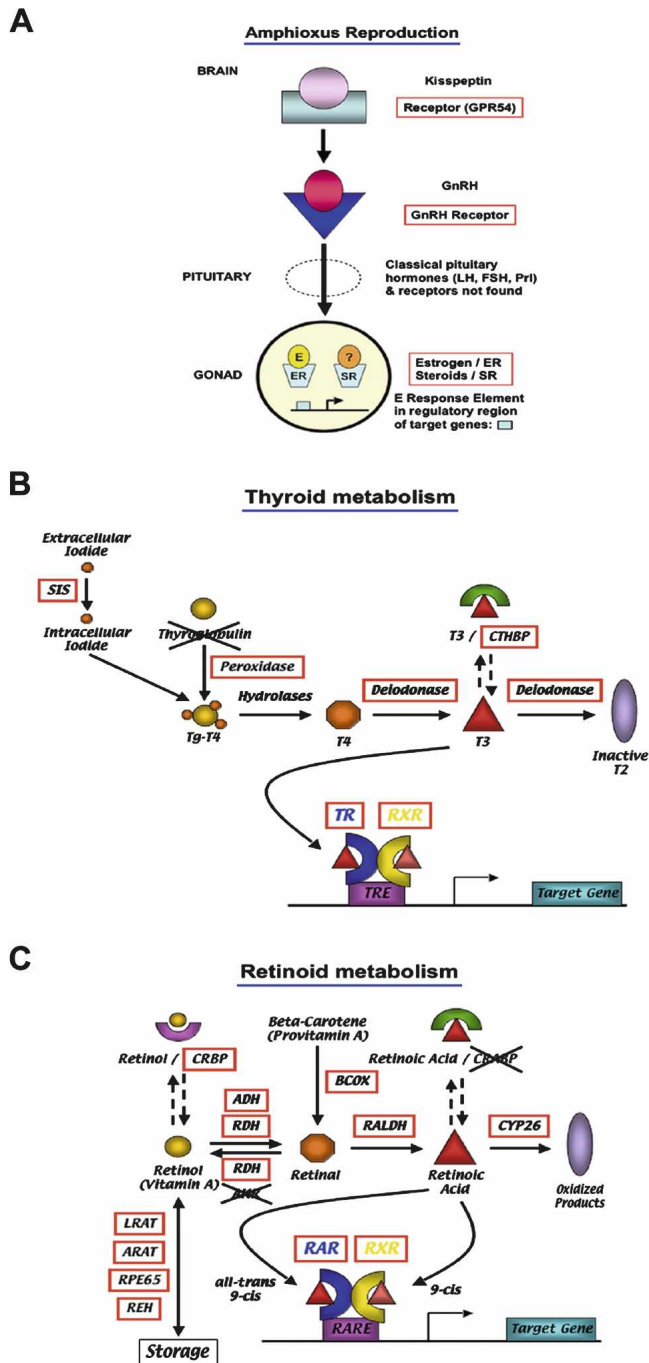 A
Amphioxus Reproduction
BRAIN
Kisspeptin
Receptor (GPR54)
GnRH
GnRH Receptor
PITUITARY
Classical pituitary
hormones (LH, FSH, Prl)
& receptors not found
GONAD
E
?
ER
SR
Estrogen / ER
Steroids / SR
E Response Element
in regulatory region
of target genes:
B
Thyroid metabolism
Extracellular
Iodide
SIS
Intracellular
Iodide
Thyroglobulin
Peroxidase
T3 / CTHBP
Hydrolases
Deiodonase
Deiodonase
Tg-T4
T4
T3
Inactive
T2
TR
RXR
TRE
Target Gene
C
Retinoid metabolism
Beta-Carotene
(Provitamin A)
Retinol / CRBP
Retinoic Acid / CRABP
BCOX
ADH
RDH
RALDH
CYP26
RDH
Retinol
(Vitamin A)
Retinal
Retinoic
Acid
Oxidized
Products
LRAT
ARAT
RPE65
REH
RAR
RXR
all-trans
9-cis
9-cis
RARE
Target Gene
Storage